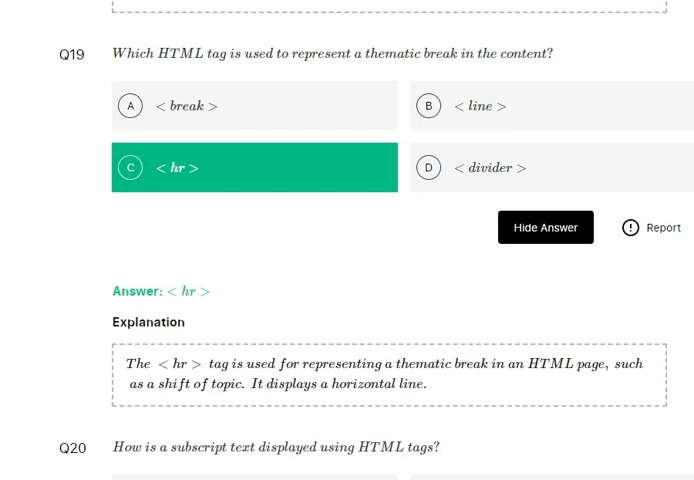 Q19 Which HTML tag is used to represent a thematic break in the content?
A < break >
B < line >
C < hr >
D < divider >
Hide Answer
! Report
Answer: < hr >
Explanation
The < hr > tag is used for representing a thematic break in an HTML page, such
as a shift of topic. It displays a horizontal line.
Q20 How is a subscript text displayed using HTML tags?